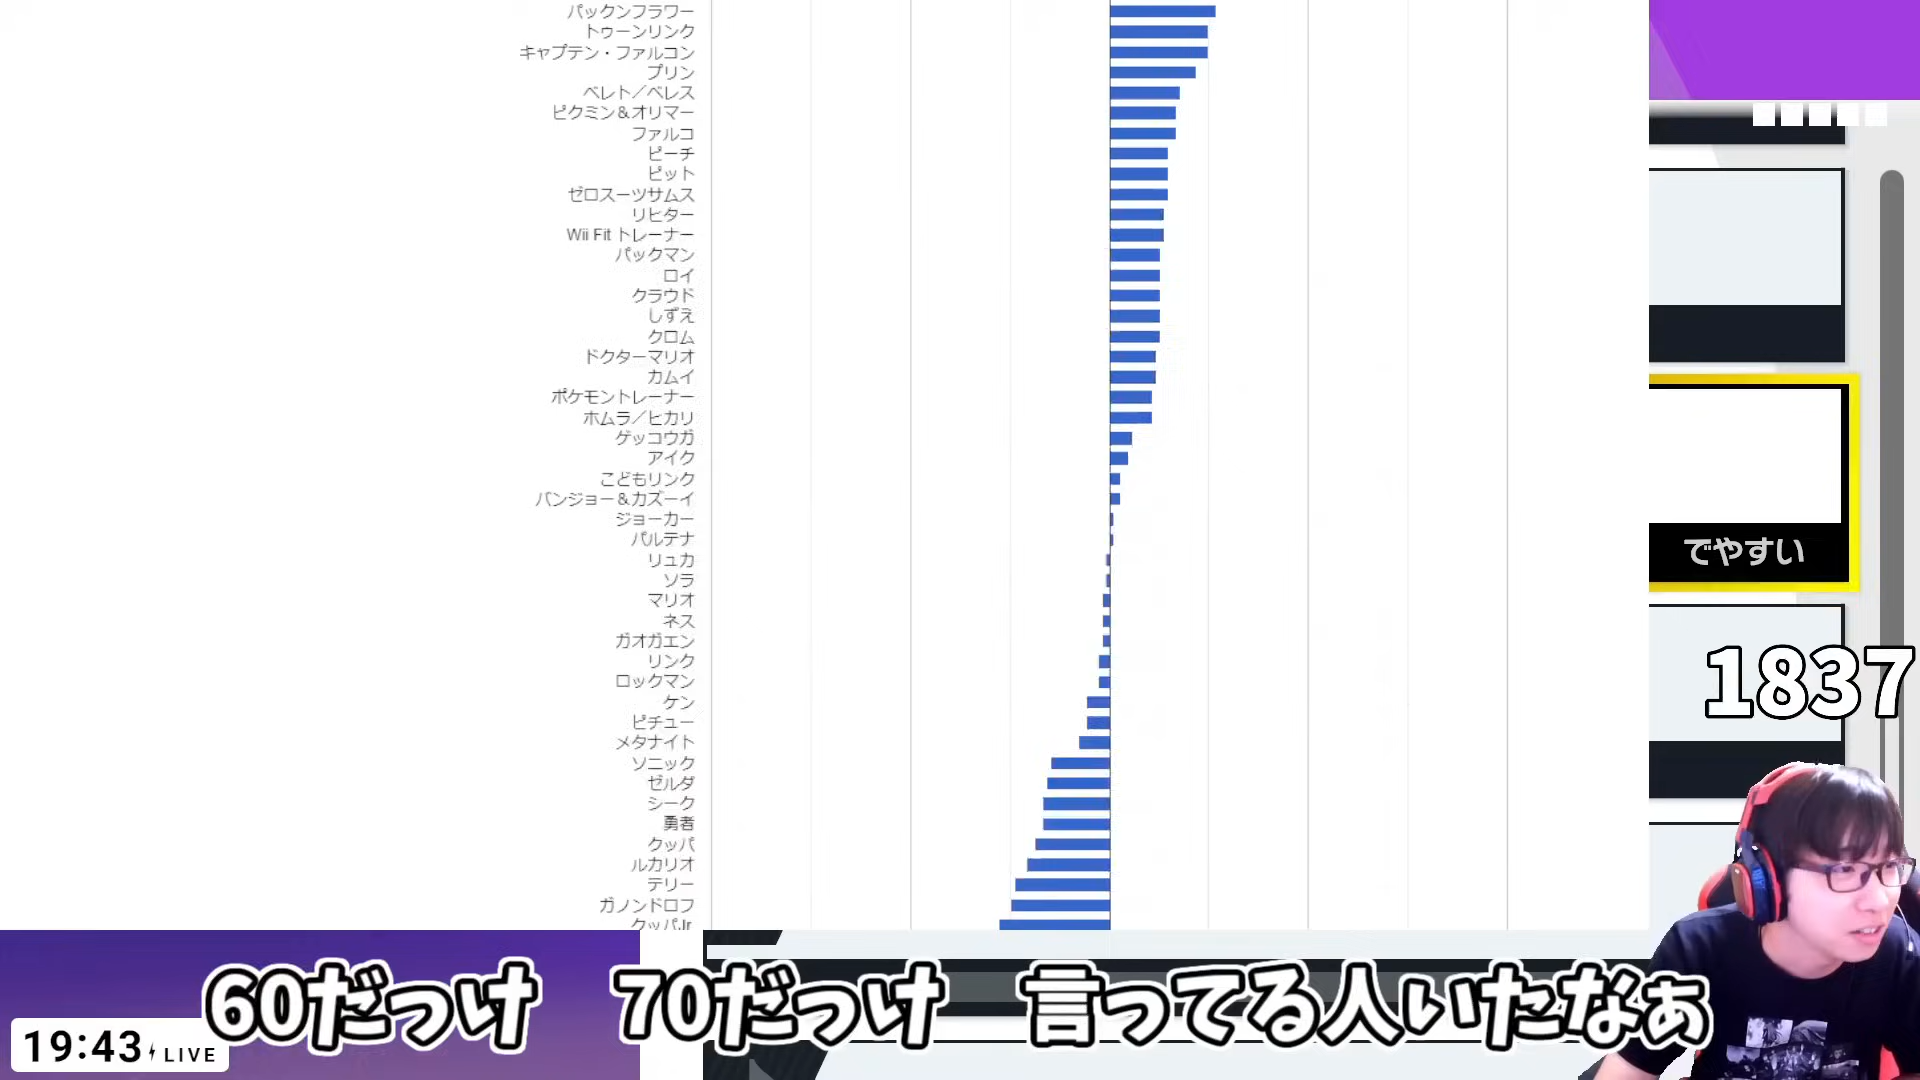 パックンフラワー
トゥーンリンク
キャプテン・ファルコン
プリン
ベレト／ベレス
ピクミン＆オリマー
ファルコ
ピーチ
ピット
ゼロスーツサムス
リヒター
Wii Fit トレーナー
パックマン
ロイ
クラウド
しずえ
クロム
ドクターマリオ
カムイ
ポケモントレーナー
ホムラ／ヒカリ
ゲッコウガ
アイク
こどもリンク
バンジョー＆カズーイ
ジョーカー
パルテナ
リュカ
ソラ
マリオ
ネス
ガオガエン
リンク
ロックマン
ケン
ピチュー
メタナイト
ソニック
ゼルダ
シーク
勇者
クッパ
ルカリオ
テリー
ガノンドロフ
クッパJr
でやすい
1837
60だっけ 70だっけ 言ってる人いたなぁ
19:43 LIVE